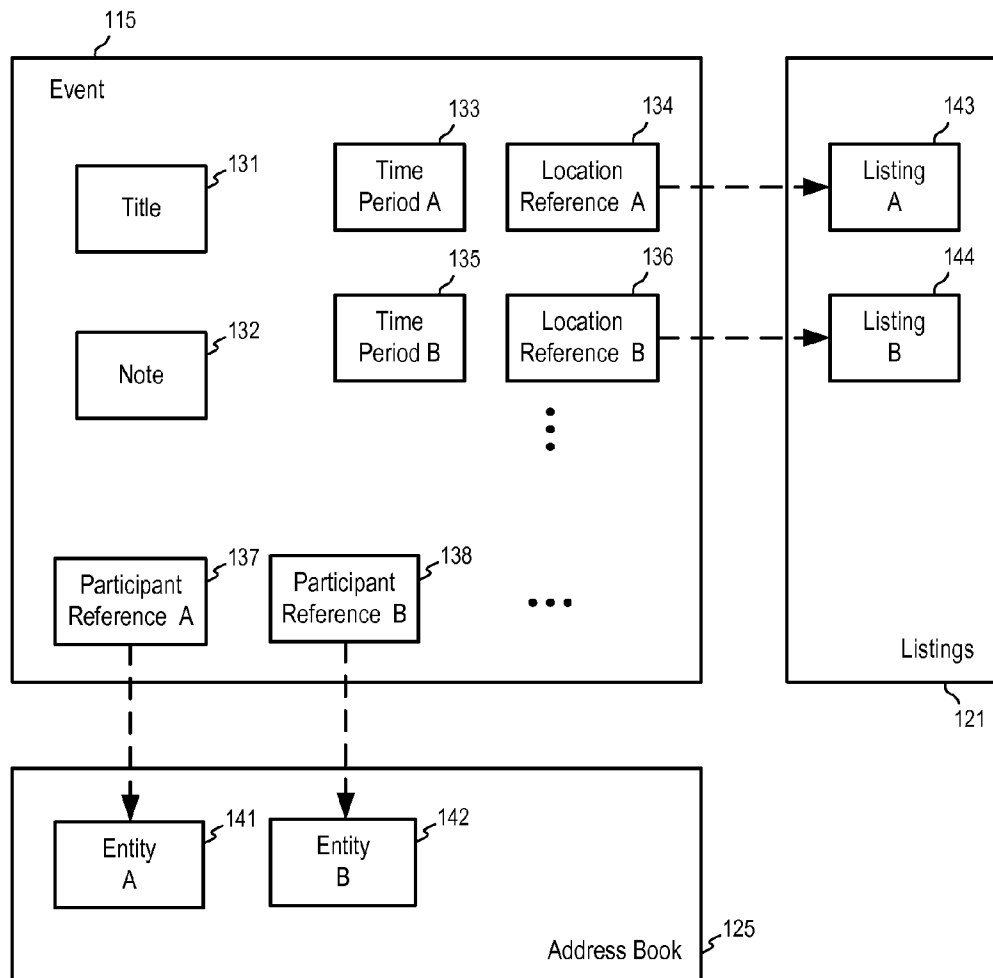 115
Event
133
134
143
131
Title
Time
Period A
Location
Reference A
Listing
A
135
136
144
132
Note
Time
Period B
Location
Reference B
Listing
B
137
138
Participant
Reference A
Participant
Reference B
Listings
121
141
142
Entity
A
Entity
B
Address Book
125